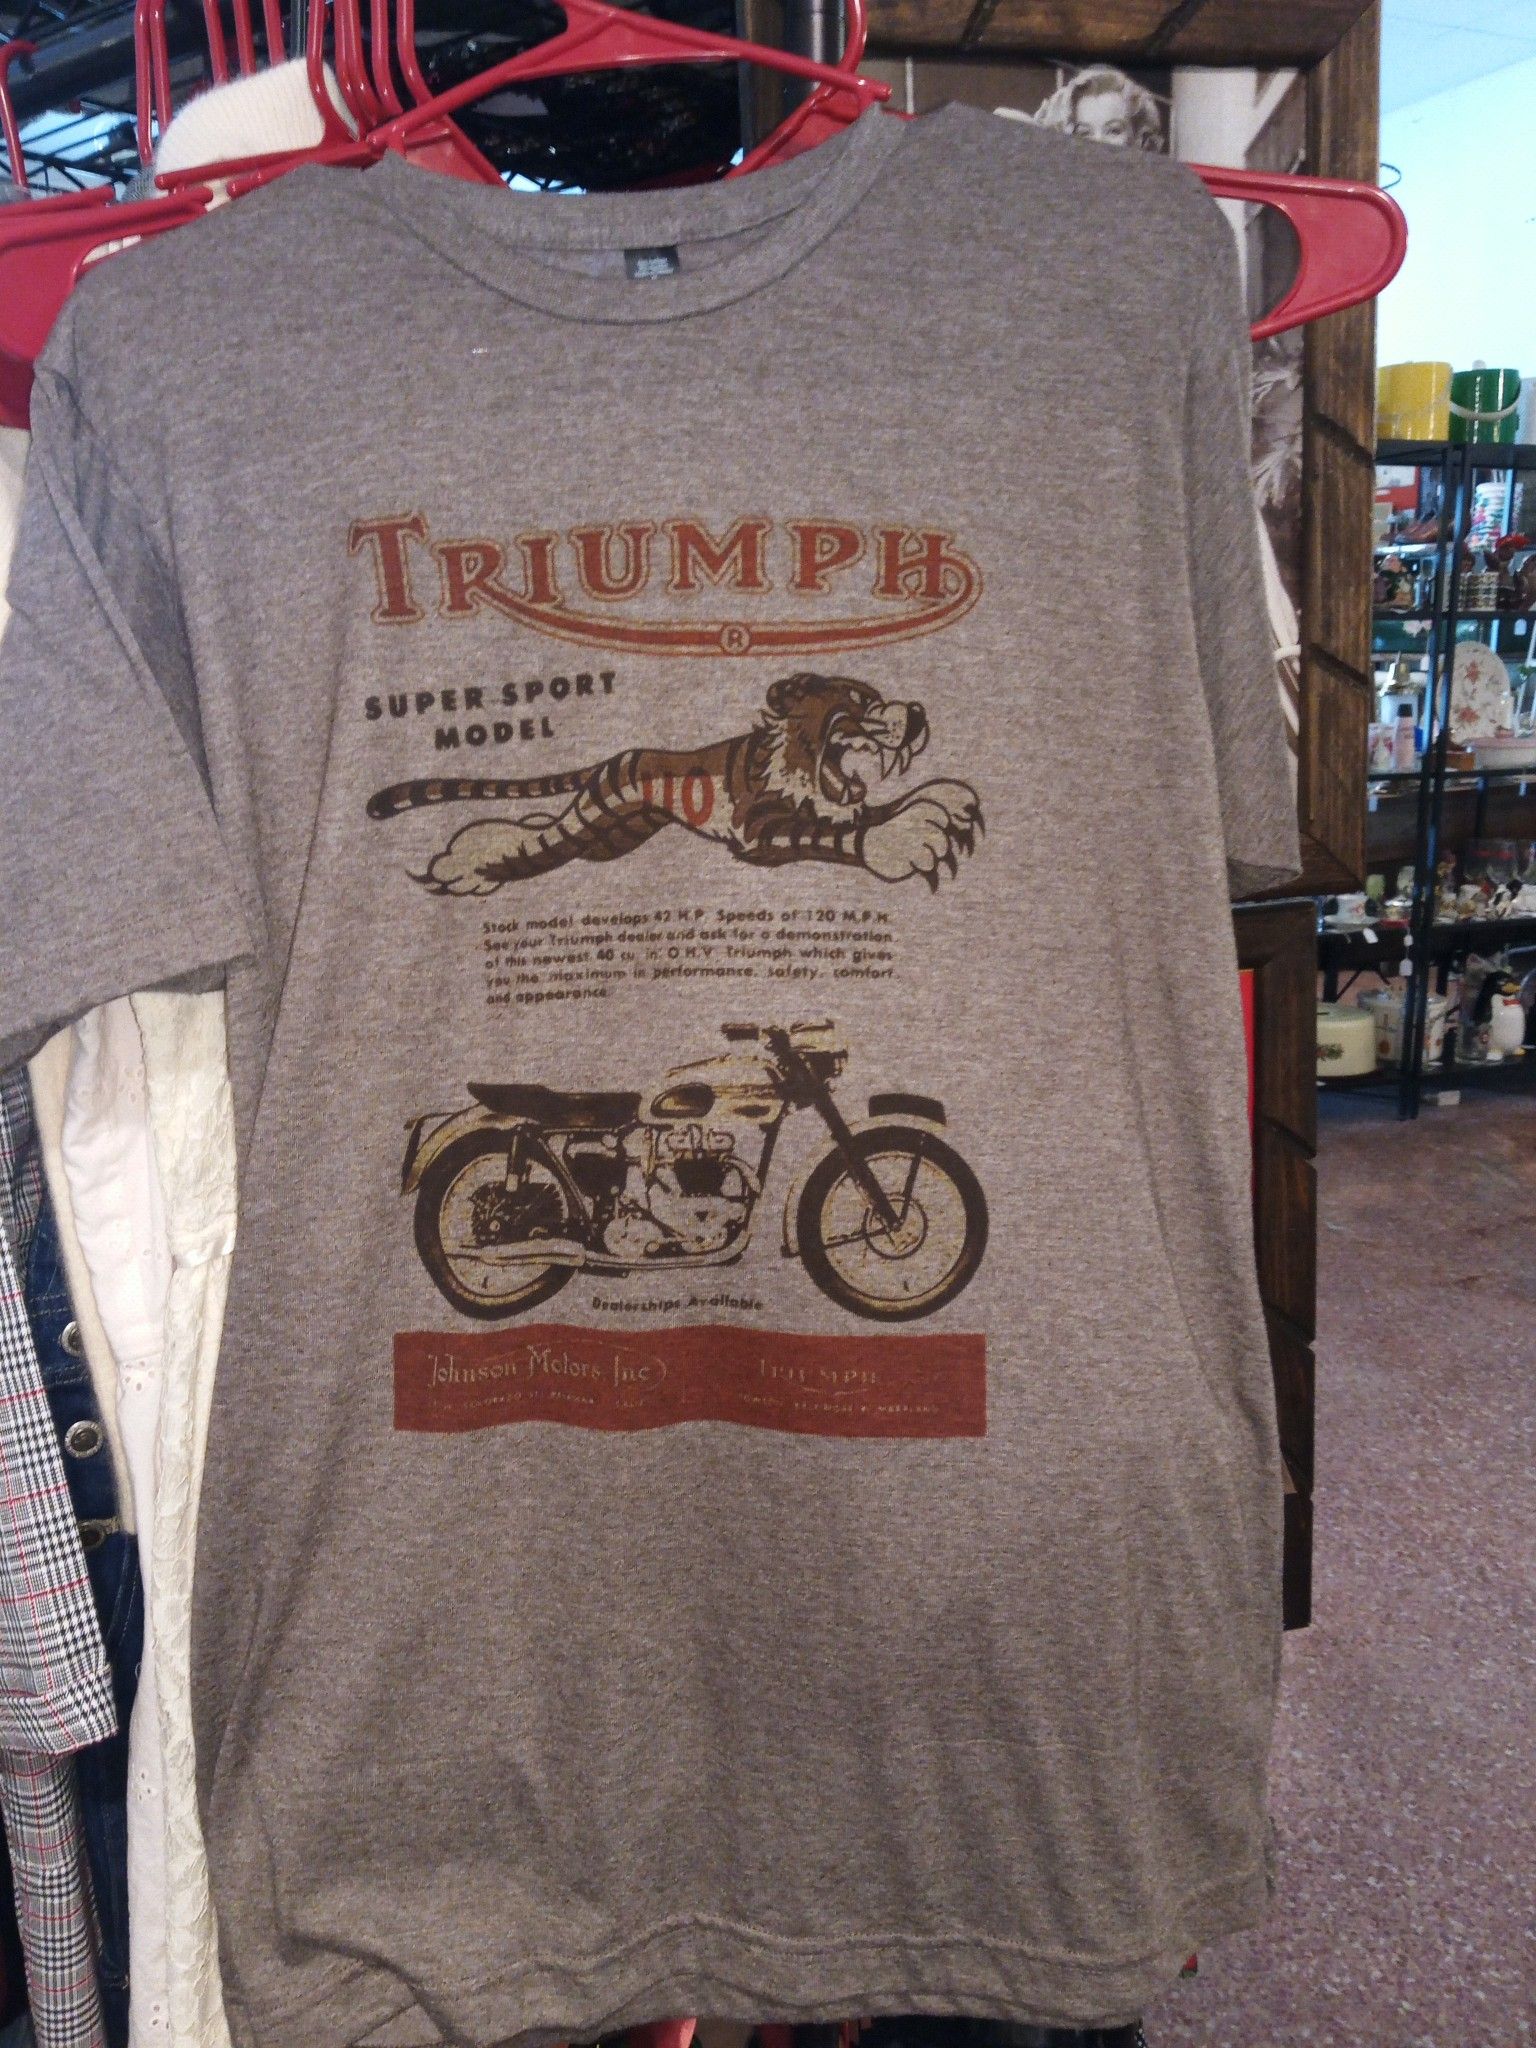 TRIUMPH
R
SUPER SPORT
MODEL
110
Stock model develops 42 H.P. Speeds of 120 M.P.H.
See your Triumph dealer and ask for a demonstration
of this newest 40 cu. in. O.H.V. Triumph which gives
you the maximum in performance, safety, comfort
and appearance.
Dealerships Available
Johnson Motors, Inc
TRIUMPH